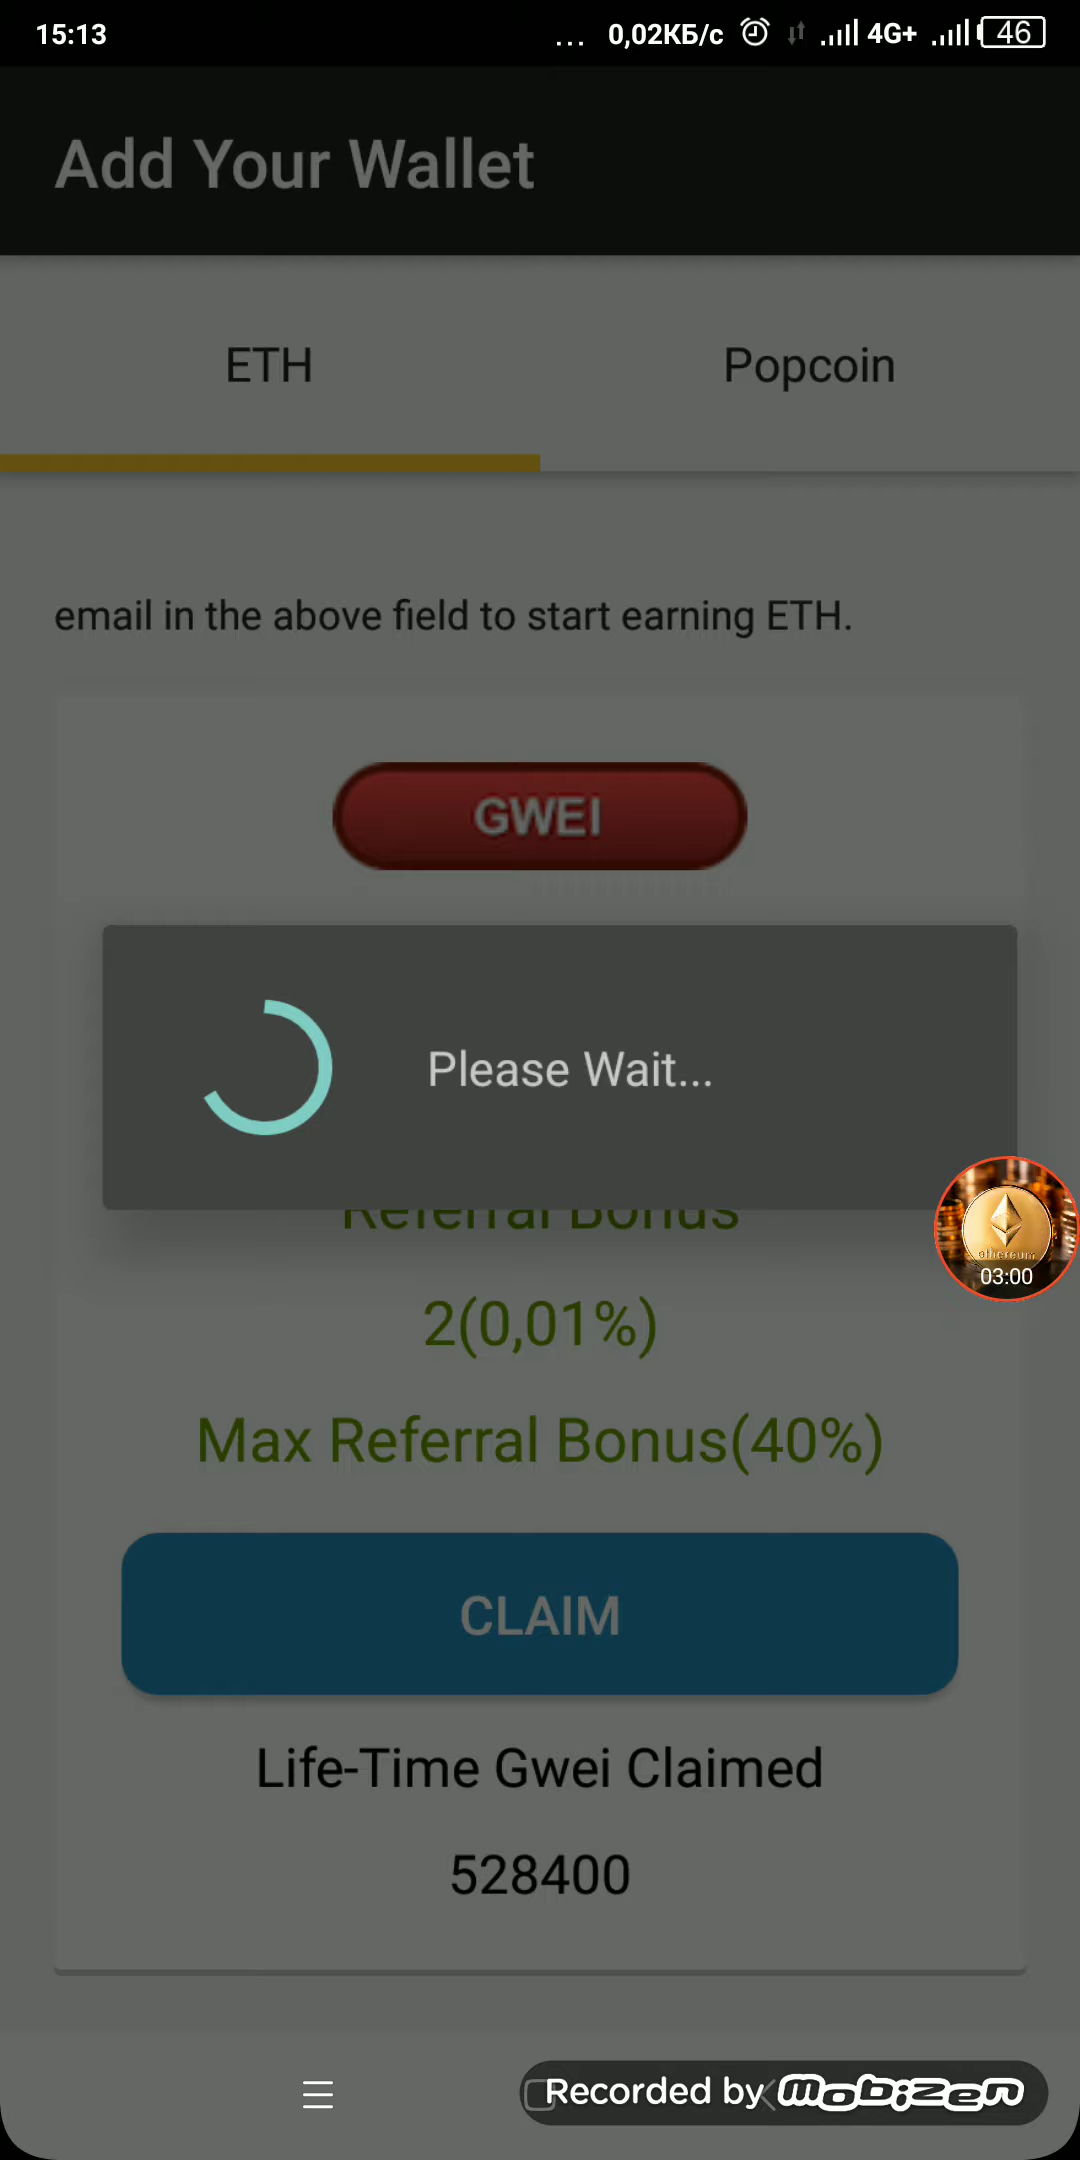 15:13
... 0,02КБ/с 4G+ 46
Add Your Wallet
ETH
Popcoin
email in the above field to start earning ETH.
GWEI
Please Wait...
Referral Bonus
ethereum
03:00
2(0,01%)
Max Referral Bonus(40%)
CLAIM
Life-Time Gwei Claimed
528400
Recorded by mobizen